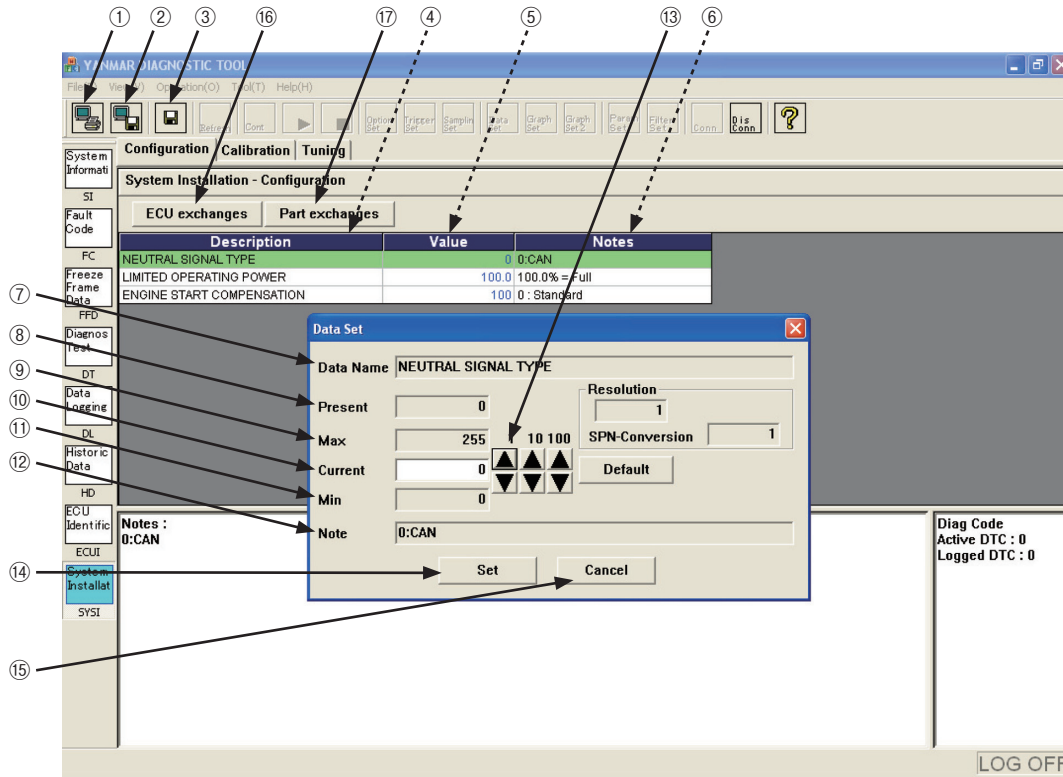 ① ② ③ ⑯ ⑰ ④ ⑤ ⑬ ⑥
YANMAR DIAGNOSTIC TOOL
Operation(O) Tool(T) Help(H)
Refresh Cont Option Set Trigger Set Samplin Set Data Set Graph Set Graph Set 2 Param Set Filter Set Conn Dis Conn
Configuration Calibration Tuning
System Installation - Configuration
ECU exchanges Part exchanges
Description Value Notes
NEUTRAL SIGNAL TYPE 0 0:CAN
LIMITED OPERATING POWER 100.0 100.0% = Full
ENGINE START COMPENSATION 100 0 : Standard
System Informati
SI
Fault Code
FC
Freeze Frame Data
FFD
Diagnos Test
DT
Data Logging
DL
Historic Data
HD
ECU Identific
ECUI
System Installat
SYSI
Data Set
⑦ Data Name NEUTRAL SIGNAL TYPE
⑧ Present 0
Resolution
1
SPN-Conversion 1
⑨ Max 255
10 100
⑩ Current 0
Default
⑪ Min 0
⑫ Note 0:CAN
⑭ Set Cancel
⑮
Notes :
0:CAN
Diag Code
Active DTC : 0
Logged DTC : 0
LOG OFF